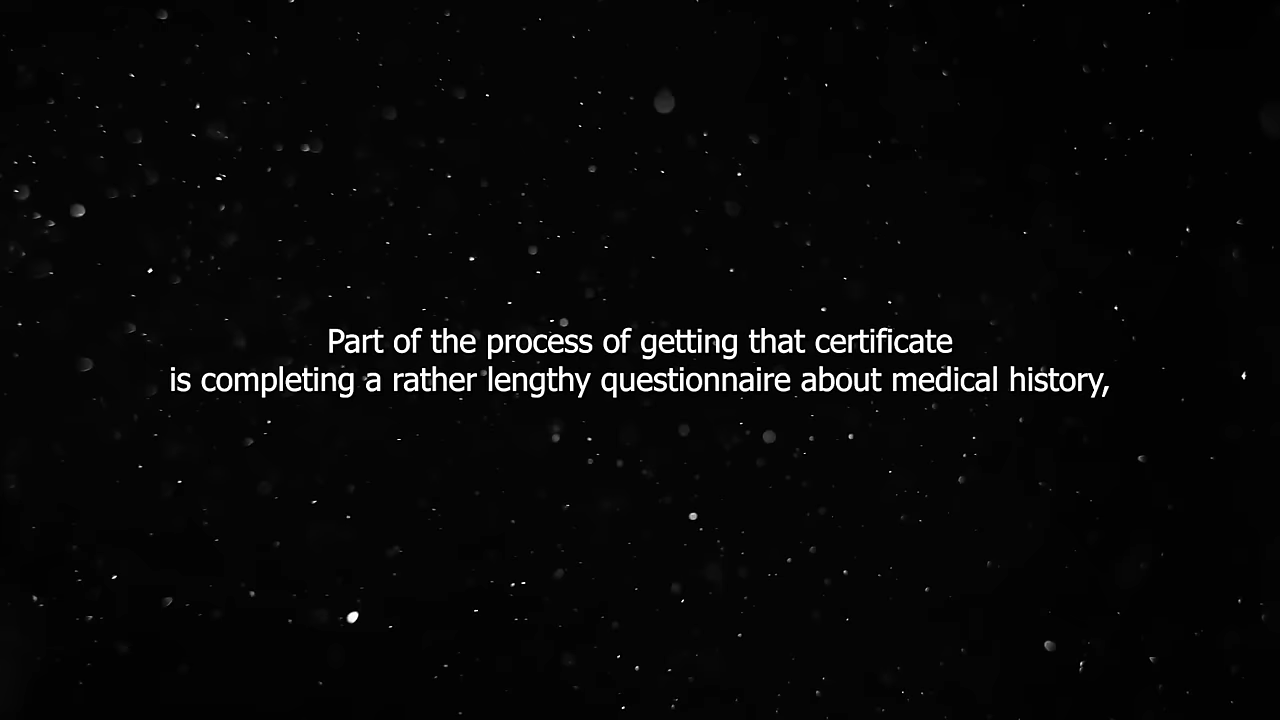 Part of the process of getting that certificate
is completing a rather lengthy questionnaire about medical history,